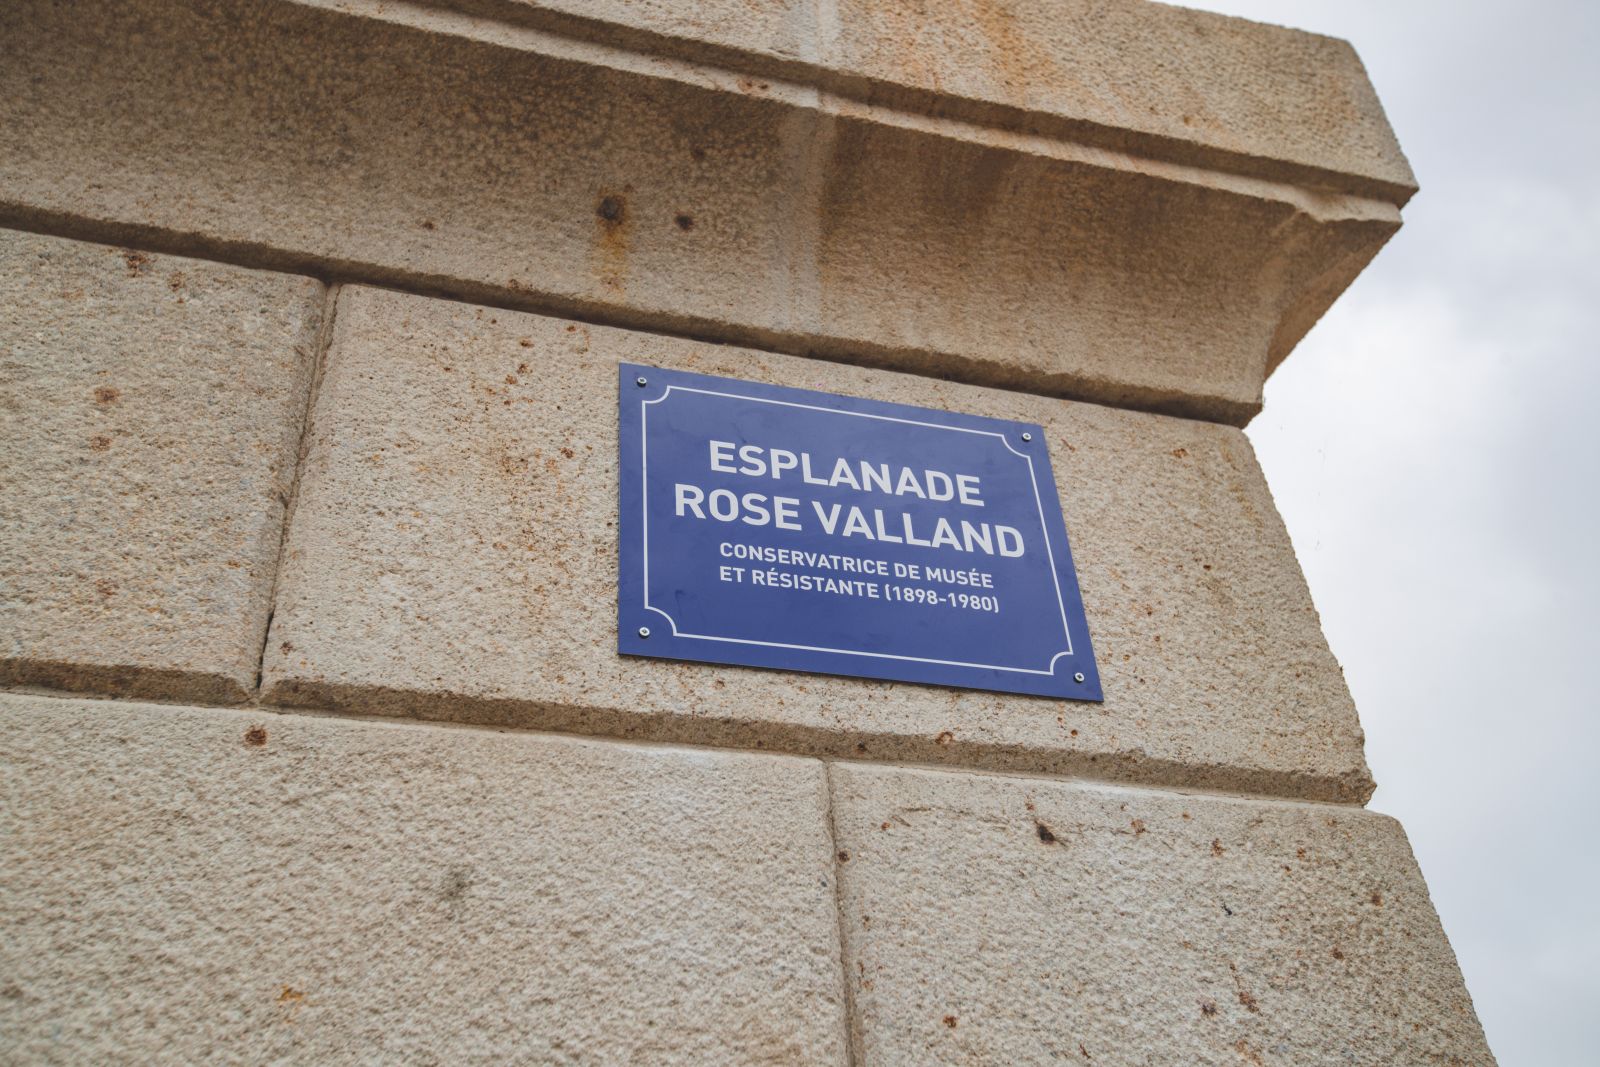 ESPLANADE
ROSE VALLAND
CONSERVATRICE DE MUSÉE
ET RÉSISTANTE (1898-1980)